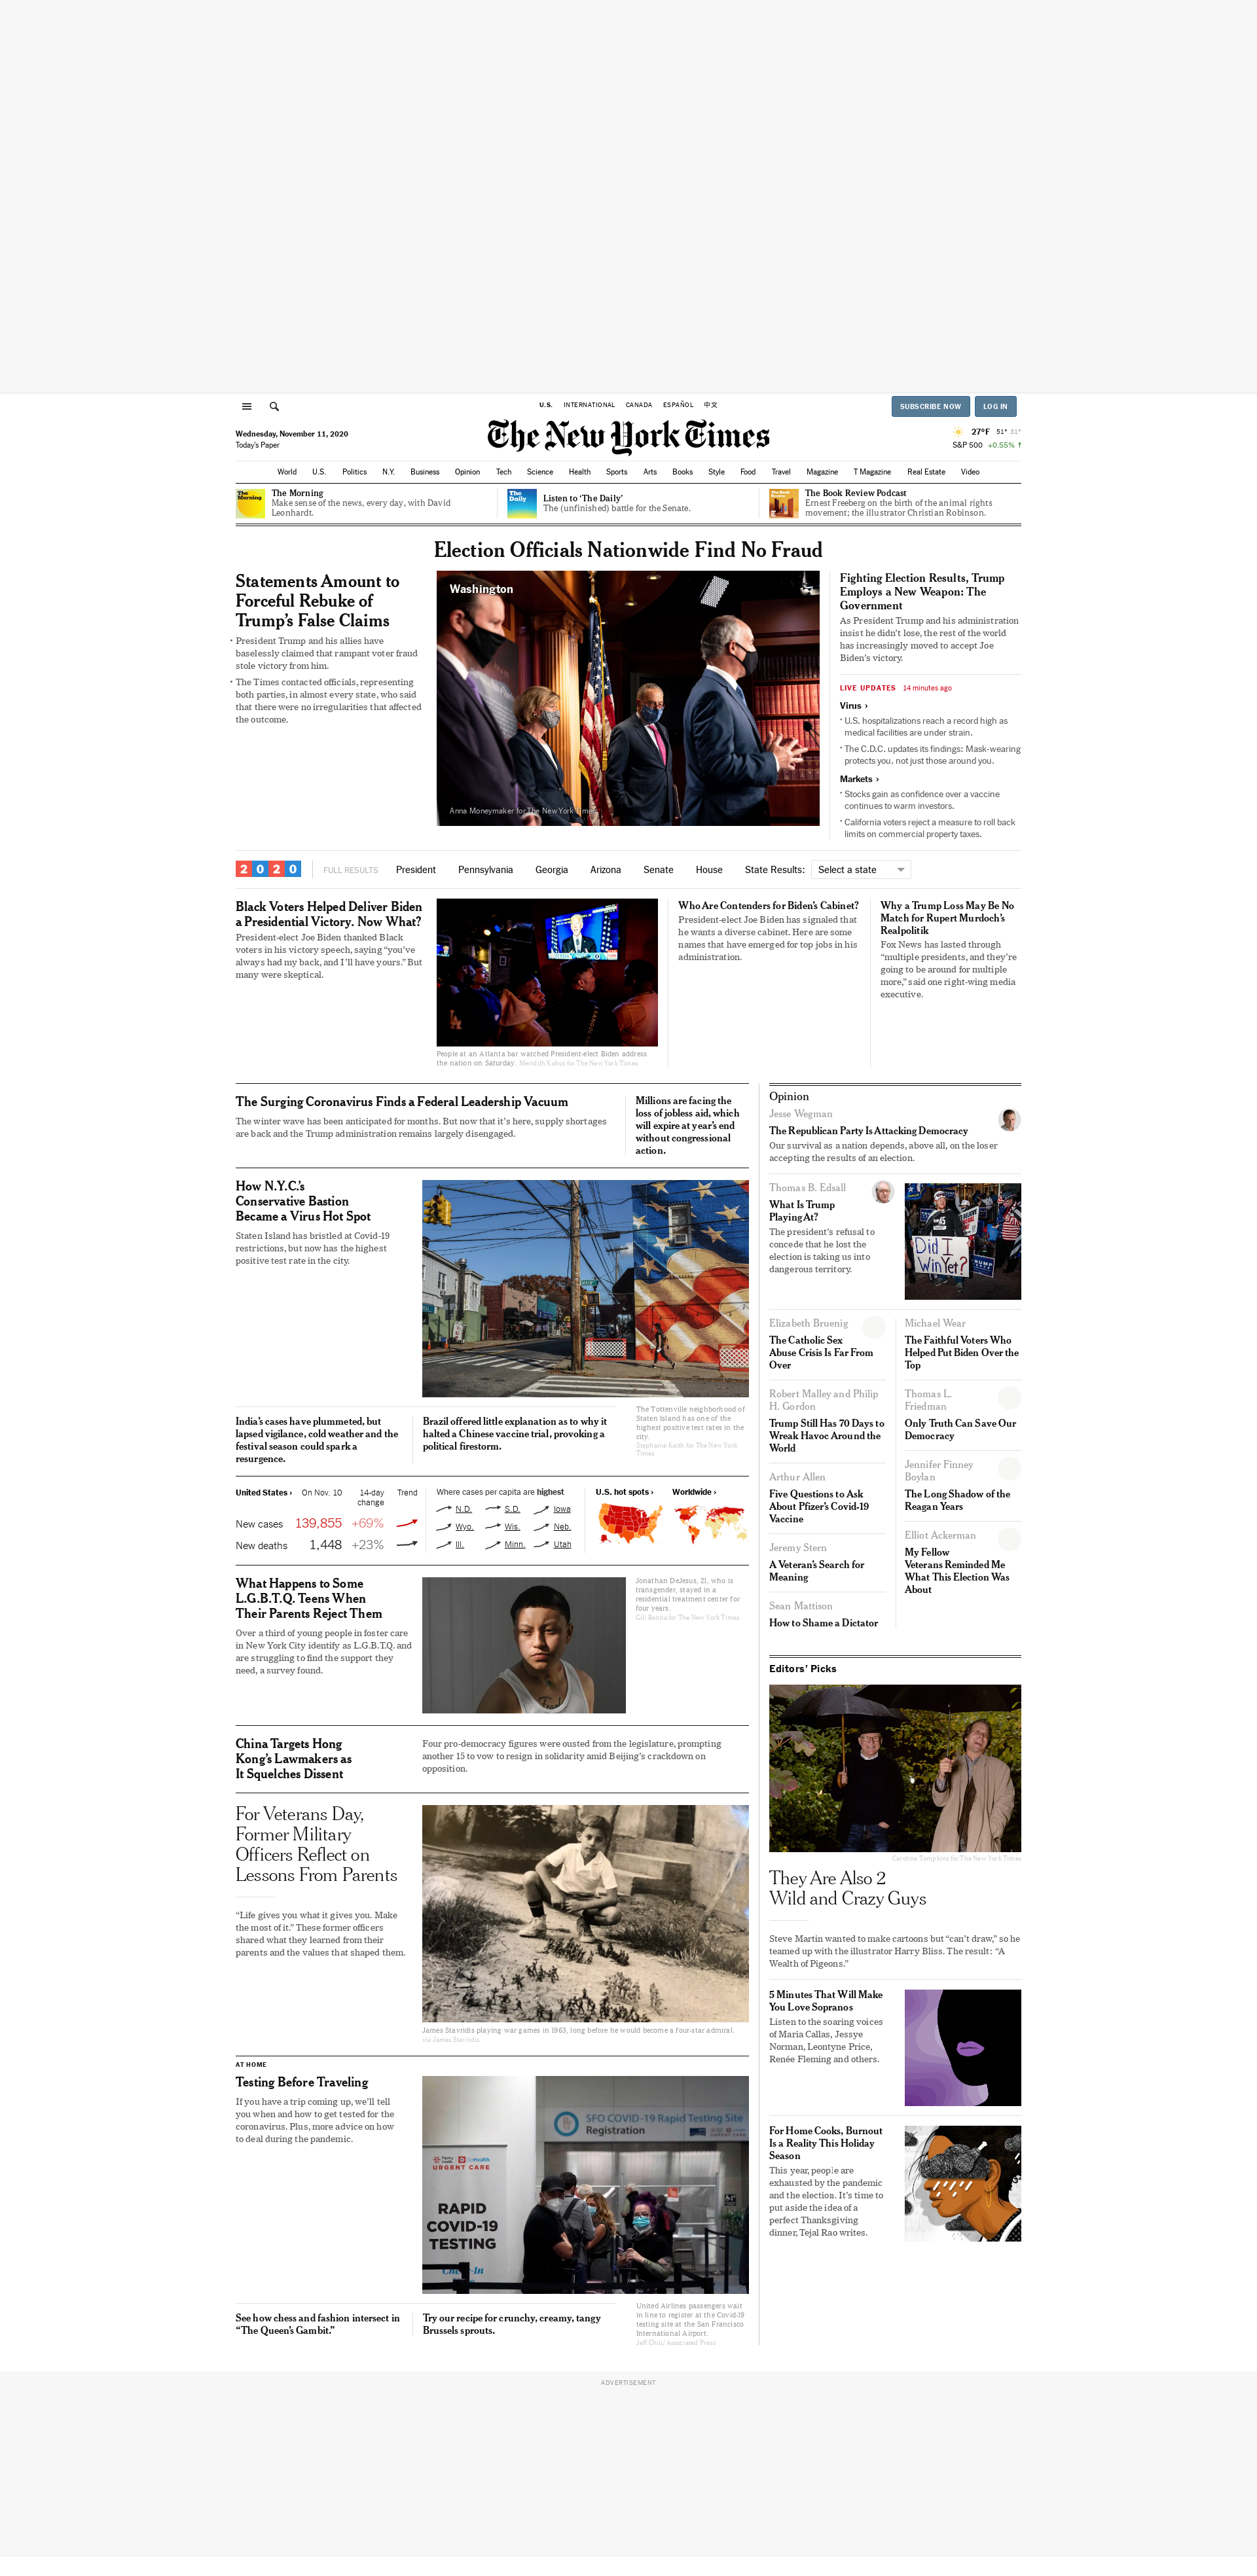 U.S. INTERNATIONAL CANADA ESPAÑOL 中文
SUBSCRIBE NOW LOG IN
Wednesday, November 11, 2020
Today's Paper
The New York Times
27°F 51° 31°
S&P 500 +0.55% ↑
World U.S. Politics N.Y. Business Opinion Tech Science Health Sports Arts Books Style Food Travel Magazine T Magazine Real Estate Video
The Morning
The Morning
Make sense of the news, every day, with David
Leonhardt.
The Daily
Listen to ‘The Daily’
The (unfinished) battle for the Senate.
The Book Review Podcast
Ernest Freeberg on the birth of the animal rights
movement; the illustrator Christian Robinson.
Election Officials Nationwide Find No Fraud
Statements Amount to
Forceful Rebuke of
Trump’s False Claims
• President Trump and his allies have
baselessly claimed that rampant voter fraud
stole victory from him.
• The Times contacted officials, representing
both parties, in almost every state, who said
that there were no irregularities that affected
the outcome.
Washington
Anna Moneymaker for The New York Times
Fighting Election Results, Trump
Employs a New Weapon: The
Government
As President Trump and his administration
insist he didn’t lose, the rest of the world
has increasingly moved to accept Joe
Biden’s victory.
LIVE UPDATES 14 minutes ago
Virus ›
• U.S. hospitalizations reach a record high as
medical facilities are under strain.
• The C.D.C. updates its findings: Mask-wearing
protects you, not just those around you.
Markets ›
• Stocks gain as confidence over a vaccine
continues to warm investors.
• California voters reject a measure to roll back
limits on commercial property taxes.
2020 FULL RESULTS President Pennsylvania Georgia Arizona Senate House State Results: Select a state
Black Voters Helped Deliver Biden
a Presidential Victory. Now What?
President-elect Joe Biden thanked Black
voters in his victory speech, saying “you’ve
always had my back, and I’ll have yours.” But
many were skeptical.
People at an Atlanta bar watched President-elect Biden address
the nation on Saturday. Meridith Kohut for The New York Times
Who Are Contenders for Biden’s Cabinet?
President-elect Joe Biden has signaled that
he wants a diverse cabinet. Here are some
names that have emerged for top jobs in his
administration.
Why a Trump Loss May Be No
Match for Rupert Murdoch’s
Realpolitik
Fox News has lasted through
“multiple presidents, and they’re
going to be around for multiple
more,” said one right-wing media
executive.
The Surging Coronavirus Finds a Federal Leadership Vacuum
The winter wave has been anticipated for months. But now that it’s here, supply shortages
are back and the Trump administration remains largely disengaged.
Millions are facing the
loss of jobless aid, which
will expire at year’s end
without congressional
action.
How N.Y.C.’s
Conservative Bastion
Became a Virus Hot Spot
Staten Island has bristled at Covid-19
restrictions, but now has the highest
positive test rate in the city.
India’s cases have plummeted, but
lapsed vigilance, cold weather and the
festival season could spark a
resurgence.
Brazil offered little explanation as to why it
halted a Chinese vaccine trial, provoking a
political firestorm.
The Tottenville neighborhood of
Staten Island has one of the
highest positive test rates in the
city.
Stephanie Keith for The New York
Times
United States › On Nov. 10 14-day
change Trend
New cases 139,855 +69%
New deaths 1,448 +23%
Where cases per capita are highest
N.D. S.D. Iowa
Wyo. Wis. Neb.
Ill. Minn. Utah
U.S. hot spots › Worldwide ›
What Happens to Some
L.G.B.T.Q. Teens When
Their Parents Reject Them
Over a third of young people in foster care
in New York City identify as L.G.B.T.Q. and
are struggling to find the support they
need, a survey found.
Jonathan DeJesus, 21, who is
transgender, stayed in a
residential treatment center for
four years.
Gili Benita for The New York Times
China Targets Hong
Kong’s Lawmakers as
It Squelches Dissent
Four pro-democracy figures were ousted from the legislature, prompting
another 15 to vow to resign in solidarity amid Beijing’s crackdown on
opposition.
For Veterans Day,
Former Military
Officers Reflect on
Lessons From Parents
“Life gives you what it gives you. Make
the most of it.” These former officers
shared what they learned from their
parents and the values that shaped them.
James Stavridis playing war games in 1963, long before he would become a four-star admiral.
via James Stavridis
AT HOME
Testing Before Traveling
If you have a trip coming up, we’ll tell
you when and how to get tested for the
coronavirus. Plus, more advice on how
to deal during the pandemic.
SFO COVID-19 Rapid Testing Site
Registration
GoHealth
URGENT CARE
RAPID
COVID-19
TESTING
See how chess and fashion intersect in
“The Queen’s Gambit.”
Try our recipe for crunchy, creamy, tangy
Brussels sprouts.
United Airlines passengers wait
in line to register at the Covid-19
testing site at the San Francisco
International Airport.
Jeff Chiu/Associated Press
Opinion
Jesse Wegman
The Republican Party Is Attacking Democracy
Our survival as a nation depends, above all, on the loser
accepting the results of an election.
Thomas B. Edsall
What Is Trump
Playing At?
The president’s refusal to
concede that he lost the
election is taking us into
dangerous territory.
Did I
Win Yet?
Elizabeth Bruenig
The Catholic Sex
Abuse Crisis Is Far From
Over
Robert Malley and Philip
H. Gordon
Trump Still Has 70 Days to
Wreak Havoc Around the
World
Arthur Allen
Five Questions to Ask
About Pfizer’s Covid-19
Vaccine
Jeremy Stern
A Veteran’s Search for
Meaning
Sean Mattison
How to Shame a Dictator
Michael Wear
The Faithful Voters Who
Helped Put Biden Over the
Top
Thomas L.
Friedman
Only Truth Can Save Our
Democracy
Jennifer Finney
Boylan
The Long Shadow of the
Reagan Years
Elliot Ackerman
My Fellow
Veterans Reminded Me
What This Election Was
About
Editors’ Picks
Caroline Tompkins for The New York Times
They Are Also 2
Wild and Crazy Guys
Steve Martin wanted to make cartoons but “can’t draw,” so he
teamed up with the illustrator Harry Bliss. The result: “A
Wealth of Pigeons.”
5 Minutes That Will Make
You Love Sopranos
Listen to the soaring voices
of Maria Callas, Jessye
Norman, Leontyne Price,
Renée Fleming and others.
For Home Cooks, Burnout
Is a Reality This Holiday
Season
This year, people are
exhausted by the pandemic
and the election. It’s time to
put aside the idea of a
perfect Thanksgiving
dinner, Tejal Rao writes.
ADVERTISEMENT